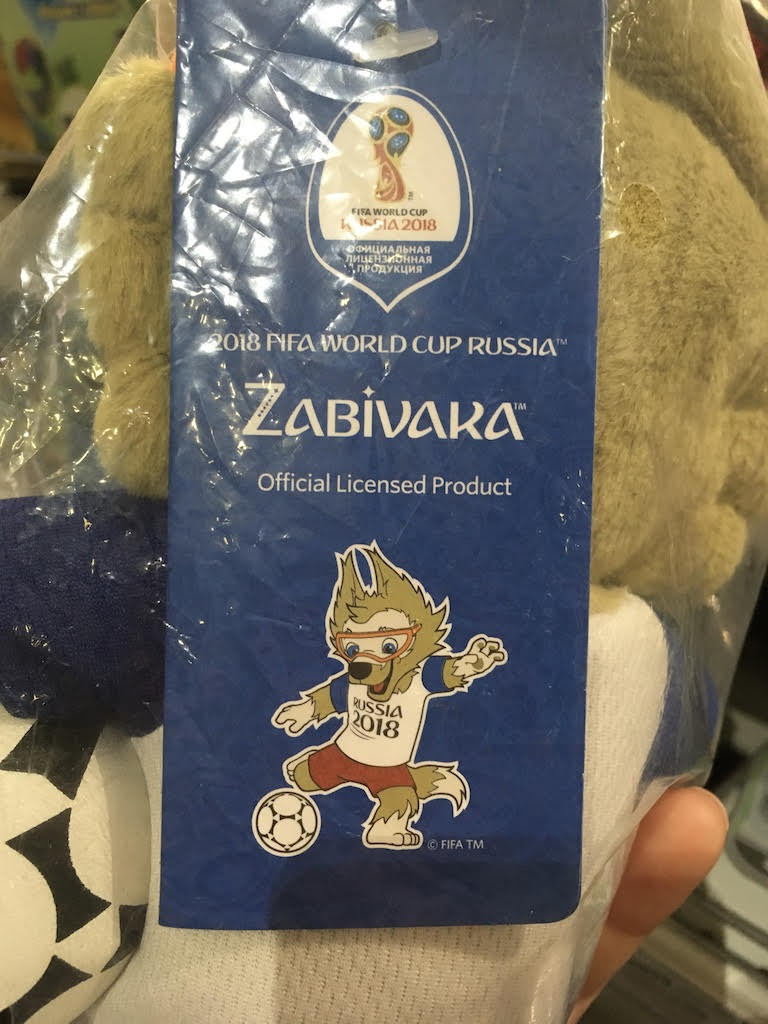 FIFA WORLD CUP
RUSSIA 2018
ОФИЦИАЛЬНАЯ
ЛИЦЕНЗИОННАЯ
ПРОДУКЦИЯ
2018 FIFA WORLD CUP RUSSIA™
ZABIVAKA™
Official Licensed Product
RUSSIA
2018
© FIFA TM